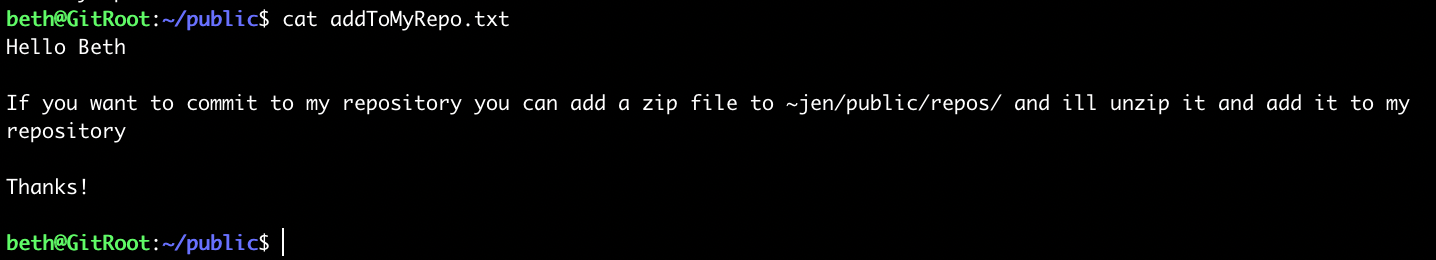 beth@GitRoot:~/public$ cat addToMyRepo.txt
Hello Beth
If you want to commit to my repository you can add a zip file to ~jen/public/repos/ and ill unzip it and add it to my
repository
Thanks!
beth@GitRoot:~/public$